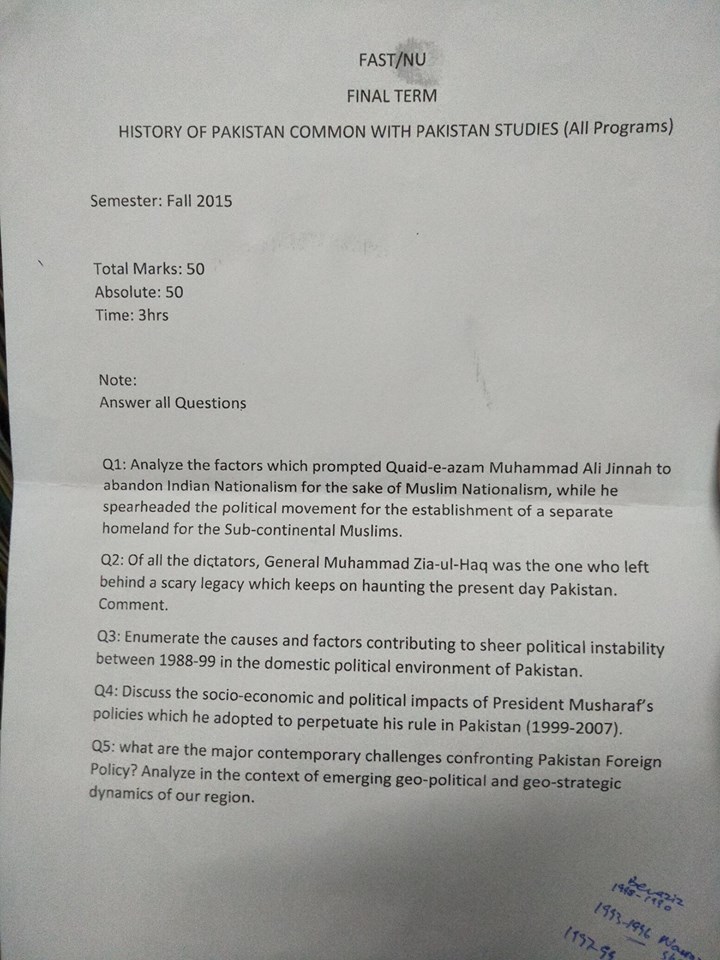 FAST/NU
FINAL TERM
HISTORY OF PAKISTAN COMMON WITH PAKISTAN STUDIES (All Programs)
Semester: Fall 2015
Total Marks: 50
Absolute: 50
Time: 3hrs
Note:
Answer all Questions
Q1: Analyze the factors which prompted Quaid-e-azam Muhammad Ali Jinnah to
abandon Indian Nationalism for the sake of Muslim Nationalism, while he
spearheaded the political movement for the establishment of a separate
homeland for the Sub-continental Muslims.
Q2: Of all the dictators, General Muhammad Zia-ul-Haq was the one who left
behind a scary legacy which keeps on haunting the present day Pakistan.
Comment.
Q3: Enumerate the causes and factors contributing to sheer political instability
between 1988-99 in the domestic political environment of Pakistan.
Q4: Discuss the socio-economic and political impacts of President Musharaf's
policies which he adopted to perpetuate his rule in Pakistan (1999-2007).
Q5: what are the major contemporary challenges confronting Pakistan Foreign
Policy? Analyze in the context of emerging geo-political and geo-strategic
dynamics of our region.
1993-1996
1997-99